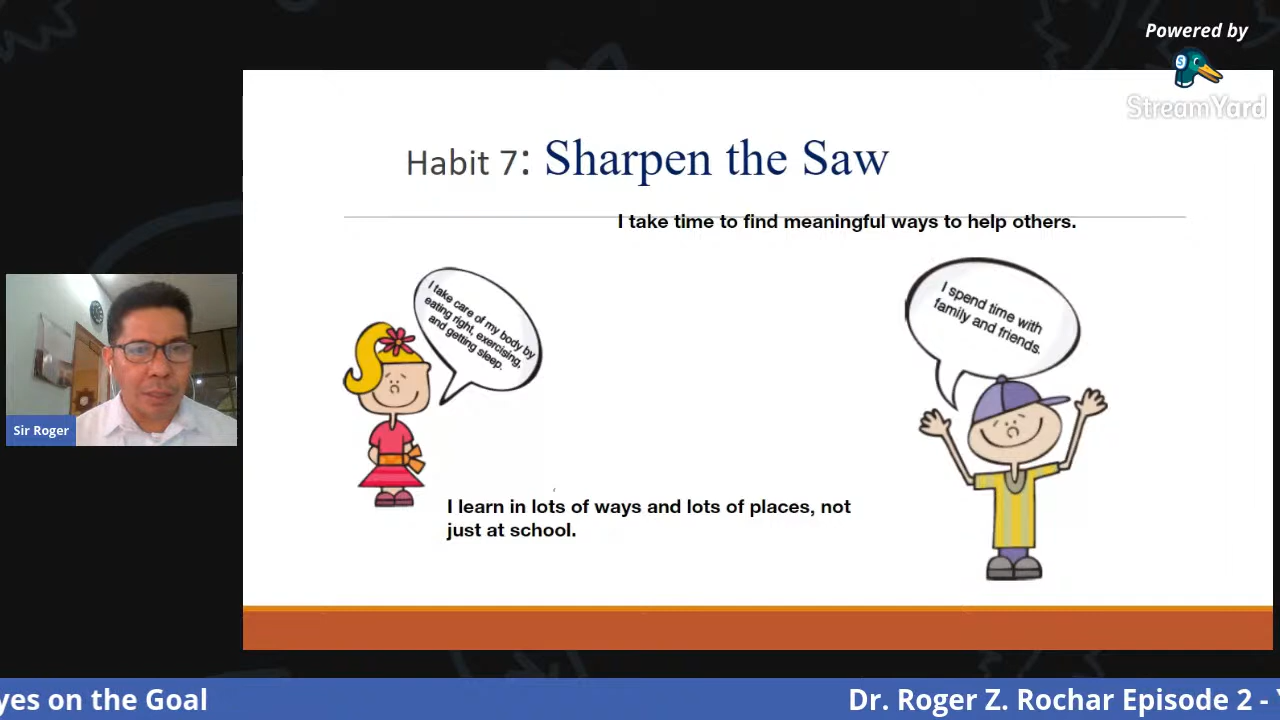 Powered by
StreamYard
Habit 7: Sharpen the Saw
I take time to find meaningful ways to help others.
I take care of my body by
eating right, exercising,
and getting sleep.
I spend time with
family and friends.
Sir Roger
I learn in lots of ways and lots of places, not
just at school.
yes on the Goal
Dr. Roger Z. Rochar Episode 2 -